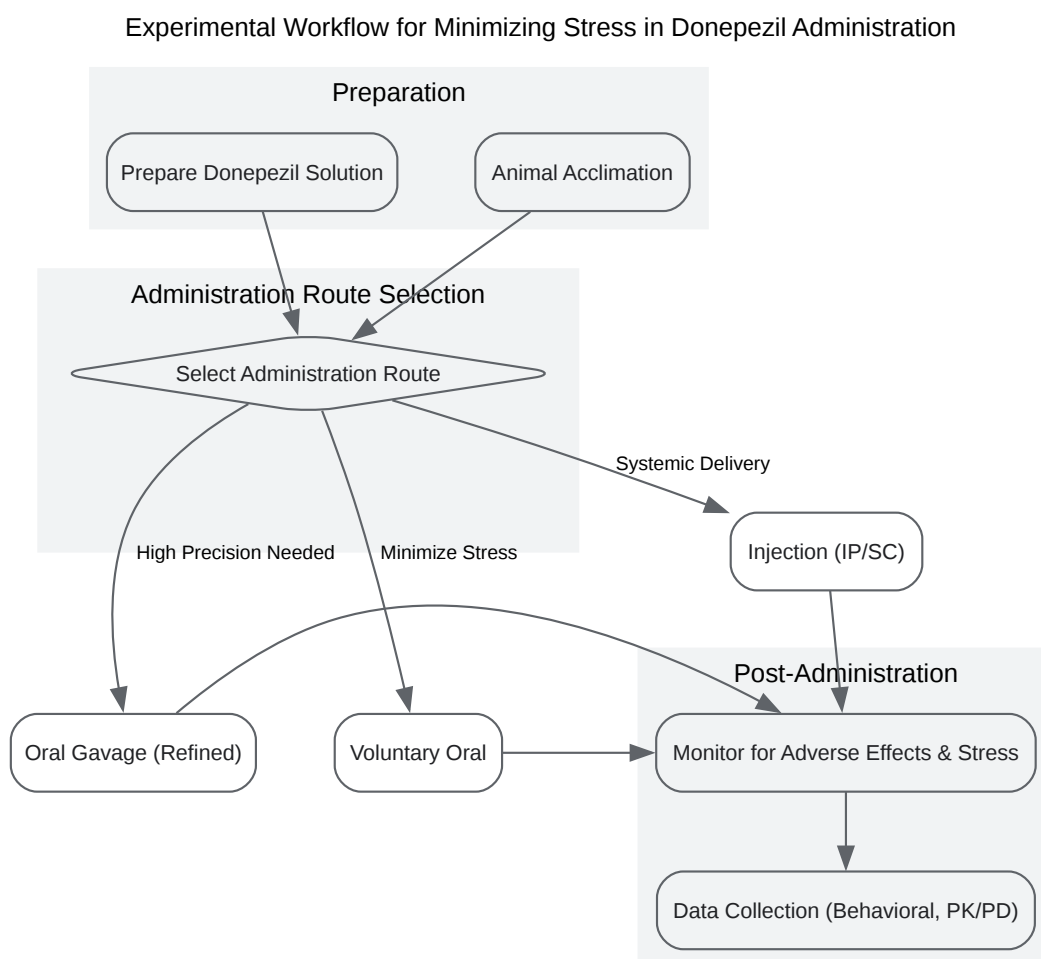 Experimental Workflow for Minimizing Stress in Donepezil Administration
Preparation
Prepare Donepezil Solution
Animal Acclimation
Administration Route Selection
Select Administration Route
Systemic Delivery
High Precision Needed
Minimize Stress
Injection (IP/SC)
Post-Administration
Oral Gavage (Refined)
Voluntary Oral
Monitor for Adverse Effects & Stress
Data Collection (Behavioral, PK/PD)